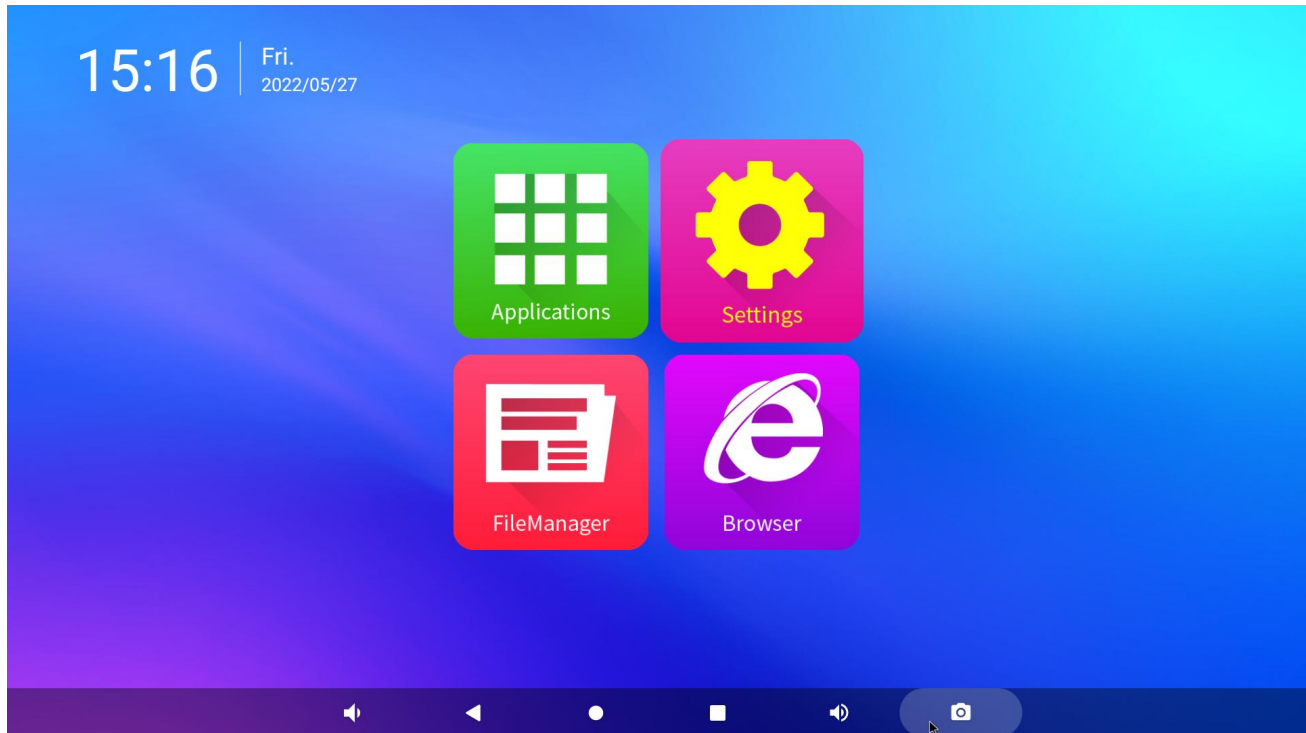 15:16
Fri.
2022/05/27
Applications
Settings
FileManager
Browser